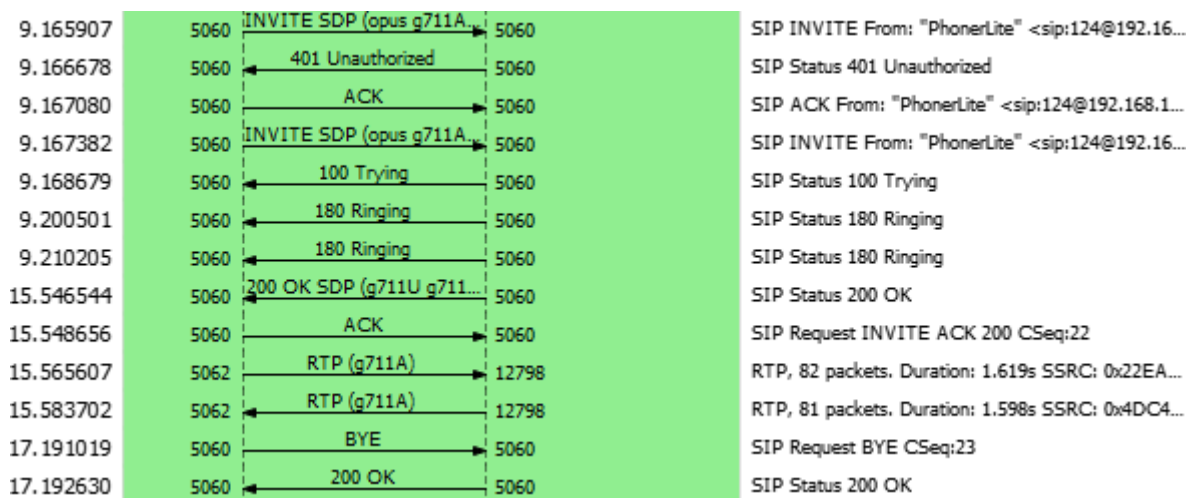 9.165907 5060 INVITE SDP (opus g711A... 5060 SIP INVITE From: "PhonerLite" <sip:124@192.16...
9.166678 5060 401 Unauthorized 5060 SIP Status 401 Unauthorized
9.167080 5060 ACK 5060 SIP ACK From: "PhonerLite" <sip:124@192.168.1...
9.167382 5060 INVITE SDP (opus g711A... 5060 SIP INVITE From: "PhonerLite" <sip:124@192.16...
9.168679 5060 100 Trying 5060 SIP Status 100 Trying
9.200501 5060 180 Ringing 5060 SIP Status 180 Ringing
9.210205 5060 180 Ringing 5060 SIP Status 180 Ringing
15.546544 5060 200 OK SDP (g711U g711... 5060 SIP Status 200 OK
15.548656 5060 ACK 5060 SIP Request INVITE ACK 200 CSeq:22
15.565607 5062 RTP (g711A) 12798 RTP, 82 packets. Duration: 1.619s SSRC: 0x22EA...
15.583702 5062 RTP (g711A) 12798 RTP, 81 packets. Duration: 1.598s SSRC: 0x4DC4...
17.191019 5060 BYE 5060 SIP Request BYE CSeq:23
17.192630 5060 200 OK 5060 SIP Status 200 OK